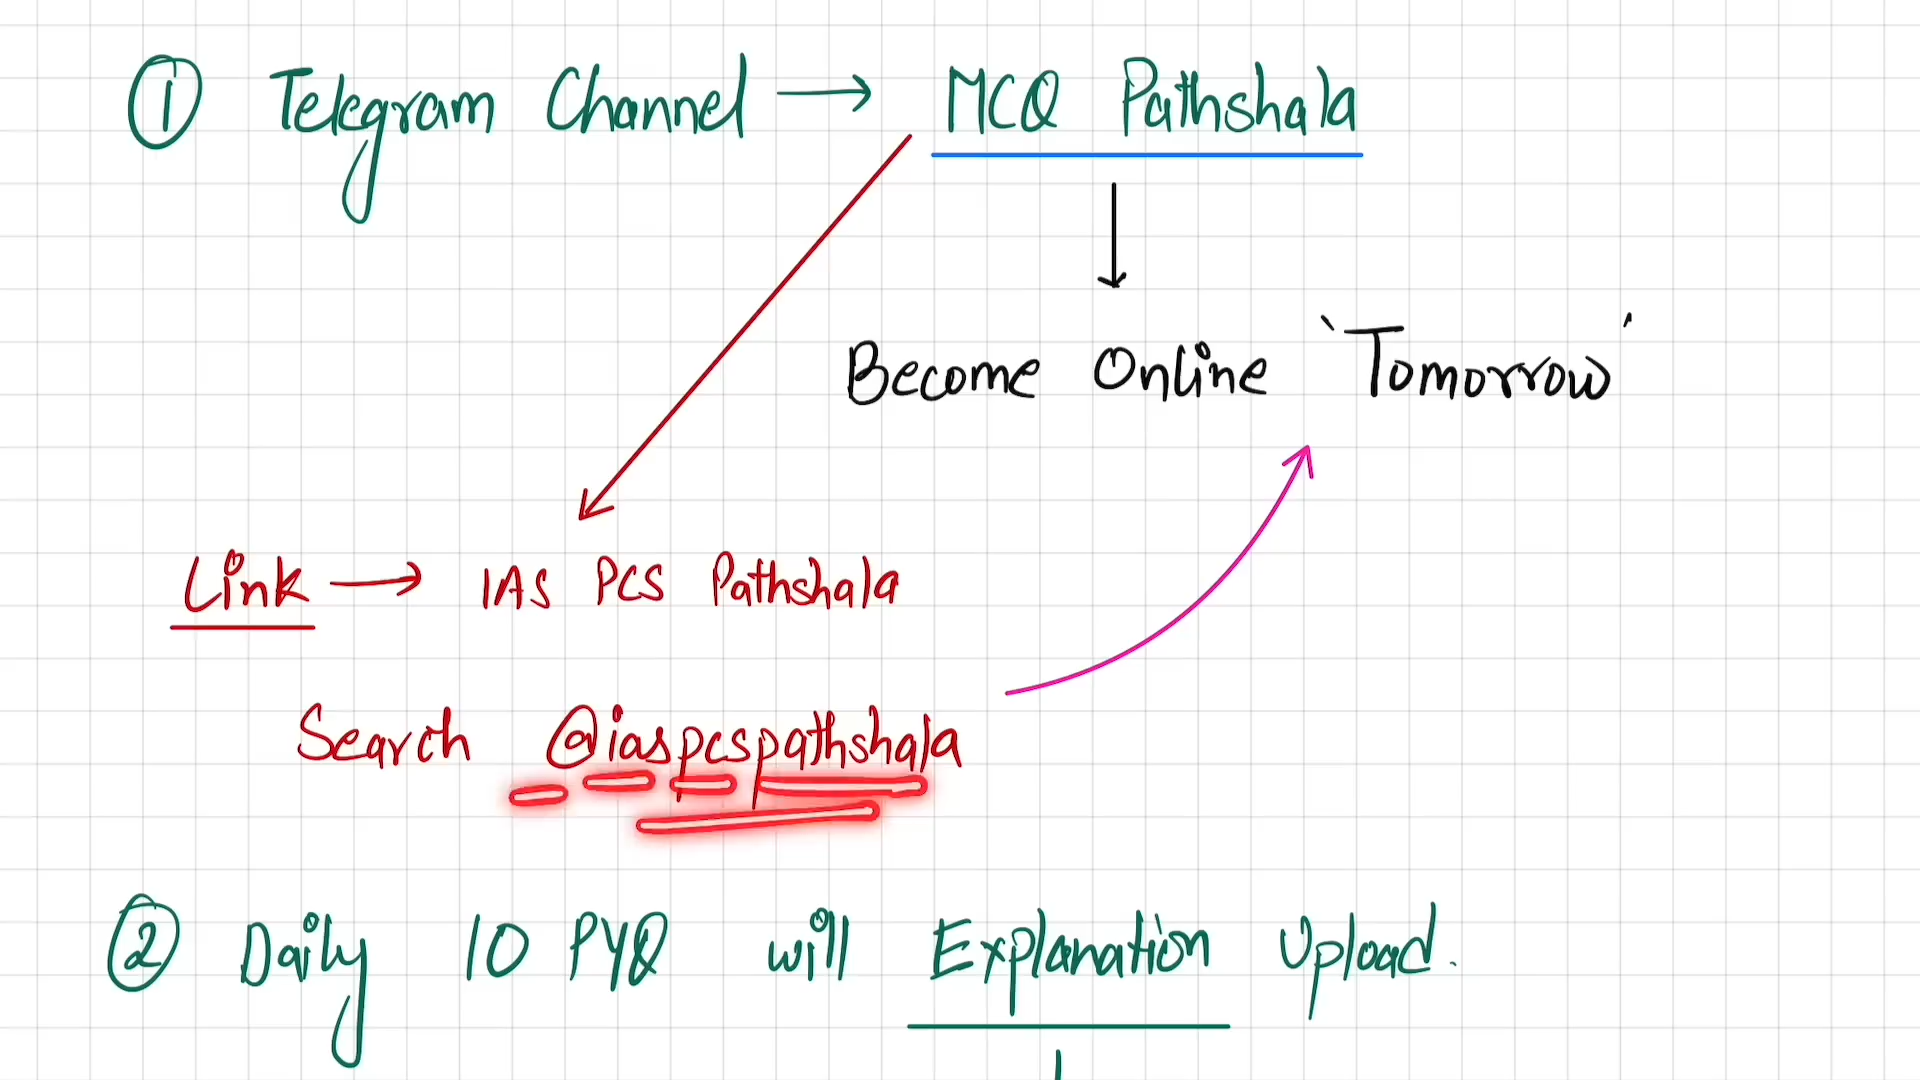 ① Telegram Channel → MCQ Pathshala
↓
Become Online 'Tomorrow'
Link → IAS PCS Pathshala
Search @iaspcspathshala
② Daily 10 PYQ will Explanation Upload.